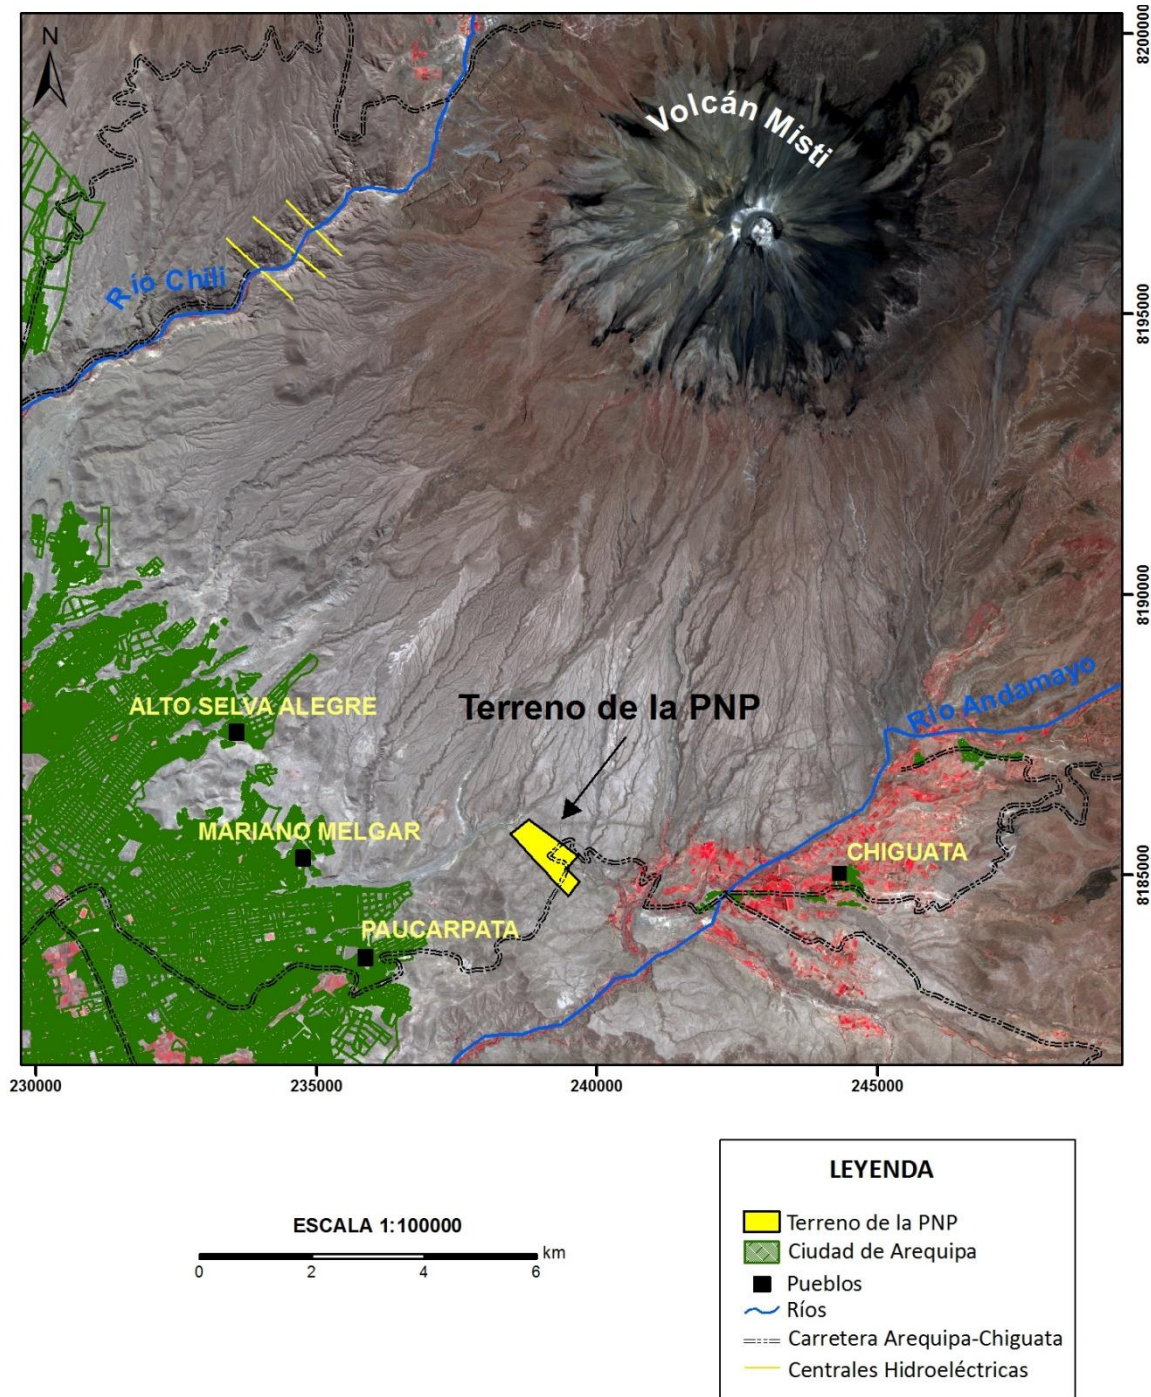 N
8200000
Volcán Misti
Río Chili
8195000
8190000
ALTO SELVA ALEGRE
Terreno de la PNP
Río Andamayo
MARIANO MELGAR
CHIGUATA
8185000
PAUCARPATA
230000
235000
240000
245000
LEYENDA
Terreno de la PNP
Ciudad de Arequipa
Pueblos
Ríos
Carretera Arequipa-Chiguata
Centrales Hidroeléctricas
ESCALA 1:100000
km
0
2
4
6